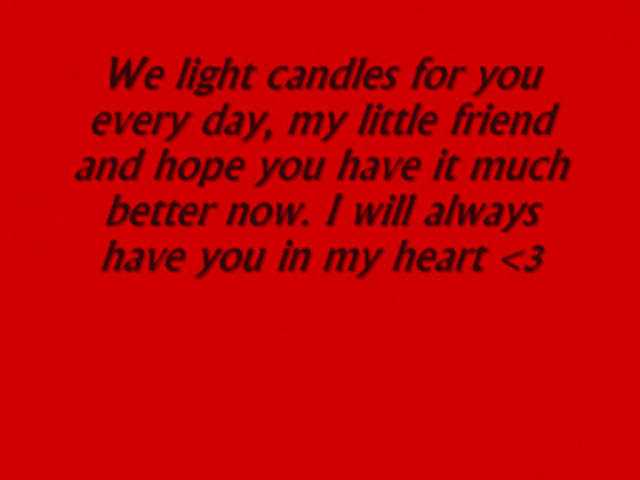 We light candles for you
every day, my little friend
and hope you have it much
better now. I will always
have you in my heart <3